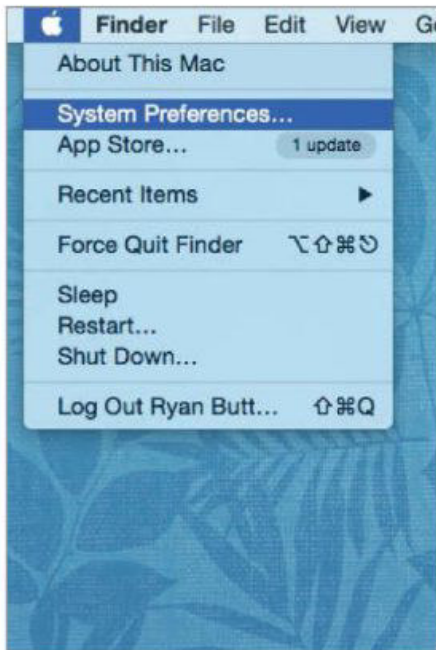 Finder File Edit View G
About This Mac
System Preferences...
App Store... 1 update
Recent Items ▶
Force Quit Finder ⌥⇧⌘⎋
Sleep
Restart...
Shut Down...
Log Out Ryan Butt... ⇧⌘Q